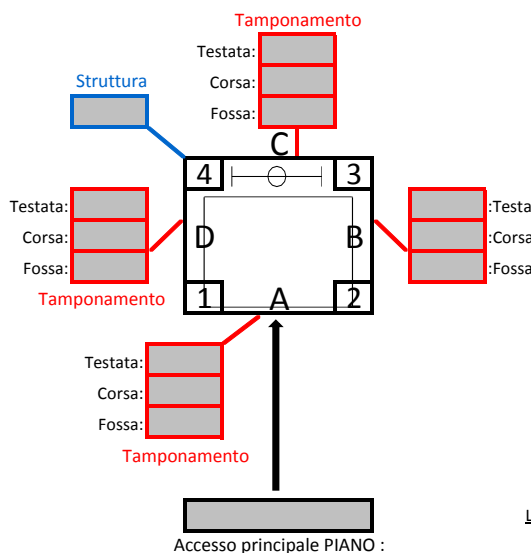 Tamponamento
Testata:
Corsa:
Fossa:
Struttura
C
4
3
Testata:
Corsa:
Fossa:
Tamponamento
D
B
:Testa
:Corsa
:Fossa
1
A
2
Testata:
Corsa:
Fossa:
Tamponamento
L
Accesso principale PIANO :